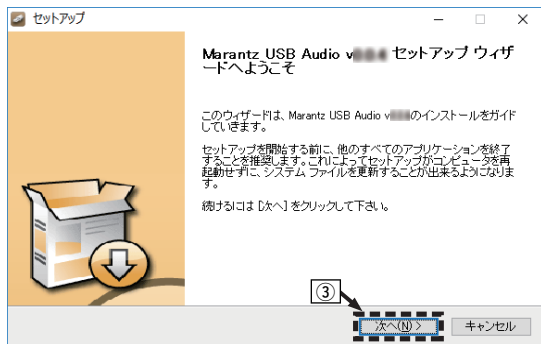 セットアップ
Marantz USB Audio v セットアップ ウィザ
ードへようこそ
このウィザードは、Marantz USB Audio v のインストールをガイド
していきます。
セットアップを開始する前に、他のすべてのアプリケーションを終了
することを推奨します。これによってセットアップがコンピュータを再
起動せずに、システム ファイルを更新することが出来るようになりま
す。
続けるには [次へ] をクリックして下さい。
③
次へ(N) >
キャンセル